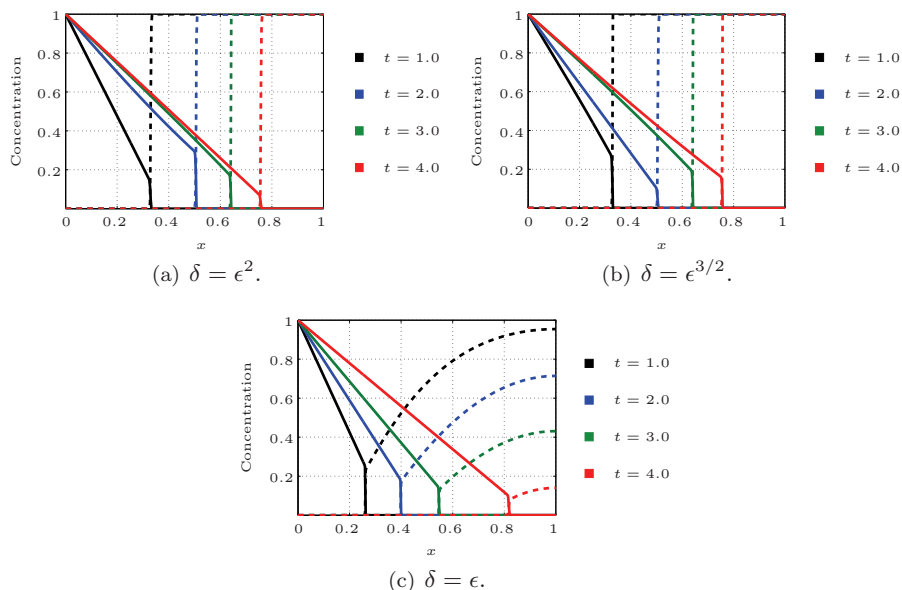 1
0.8
0.6
0.4
0.2
0 0.2 0.4 0.6 0.8 1
x
Concentration
t = 1.0
t = 2.0
t = 3.0
t = 4.0
(a) δ = ϵ².
1
0.8
0.6
0.4
0.2
0 0.2 0.4 0.6 0.8 1
x
Concentration
t = 1.0
t = 2.0
t = 3.0
t = 4.0
(b) δ = ϵ^{3/2}.
1
0.8
0.6
0.4
0.2
0 0.2 0.4 0.6 0.8 1
x
Concentration
t = 1.0
t = 2.0
t = 3.0
t = 4.0
(c) δ = ϵ.